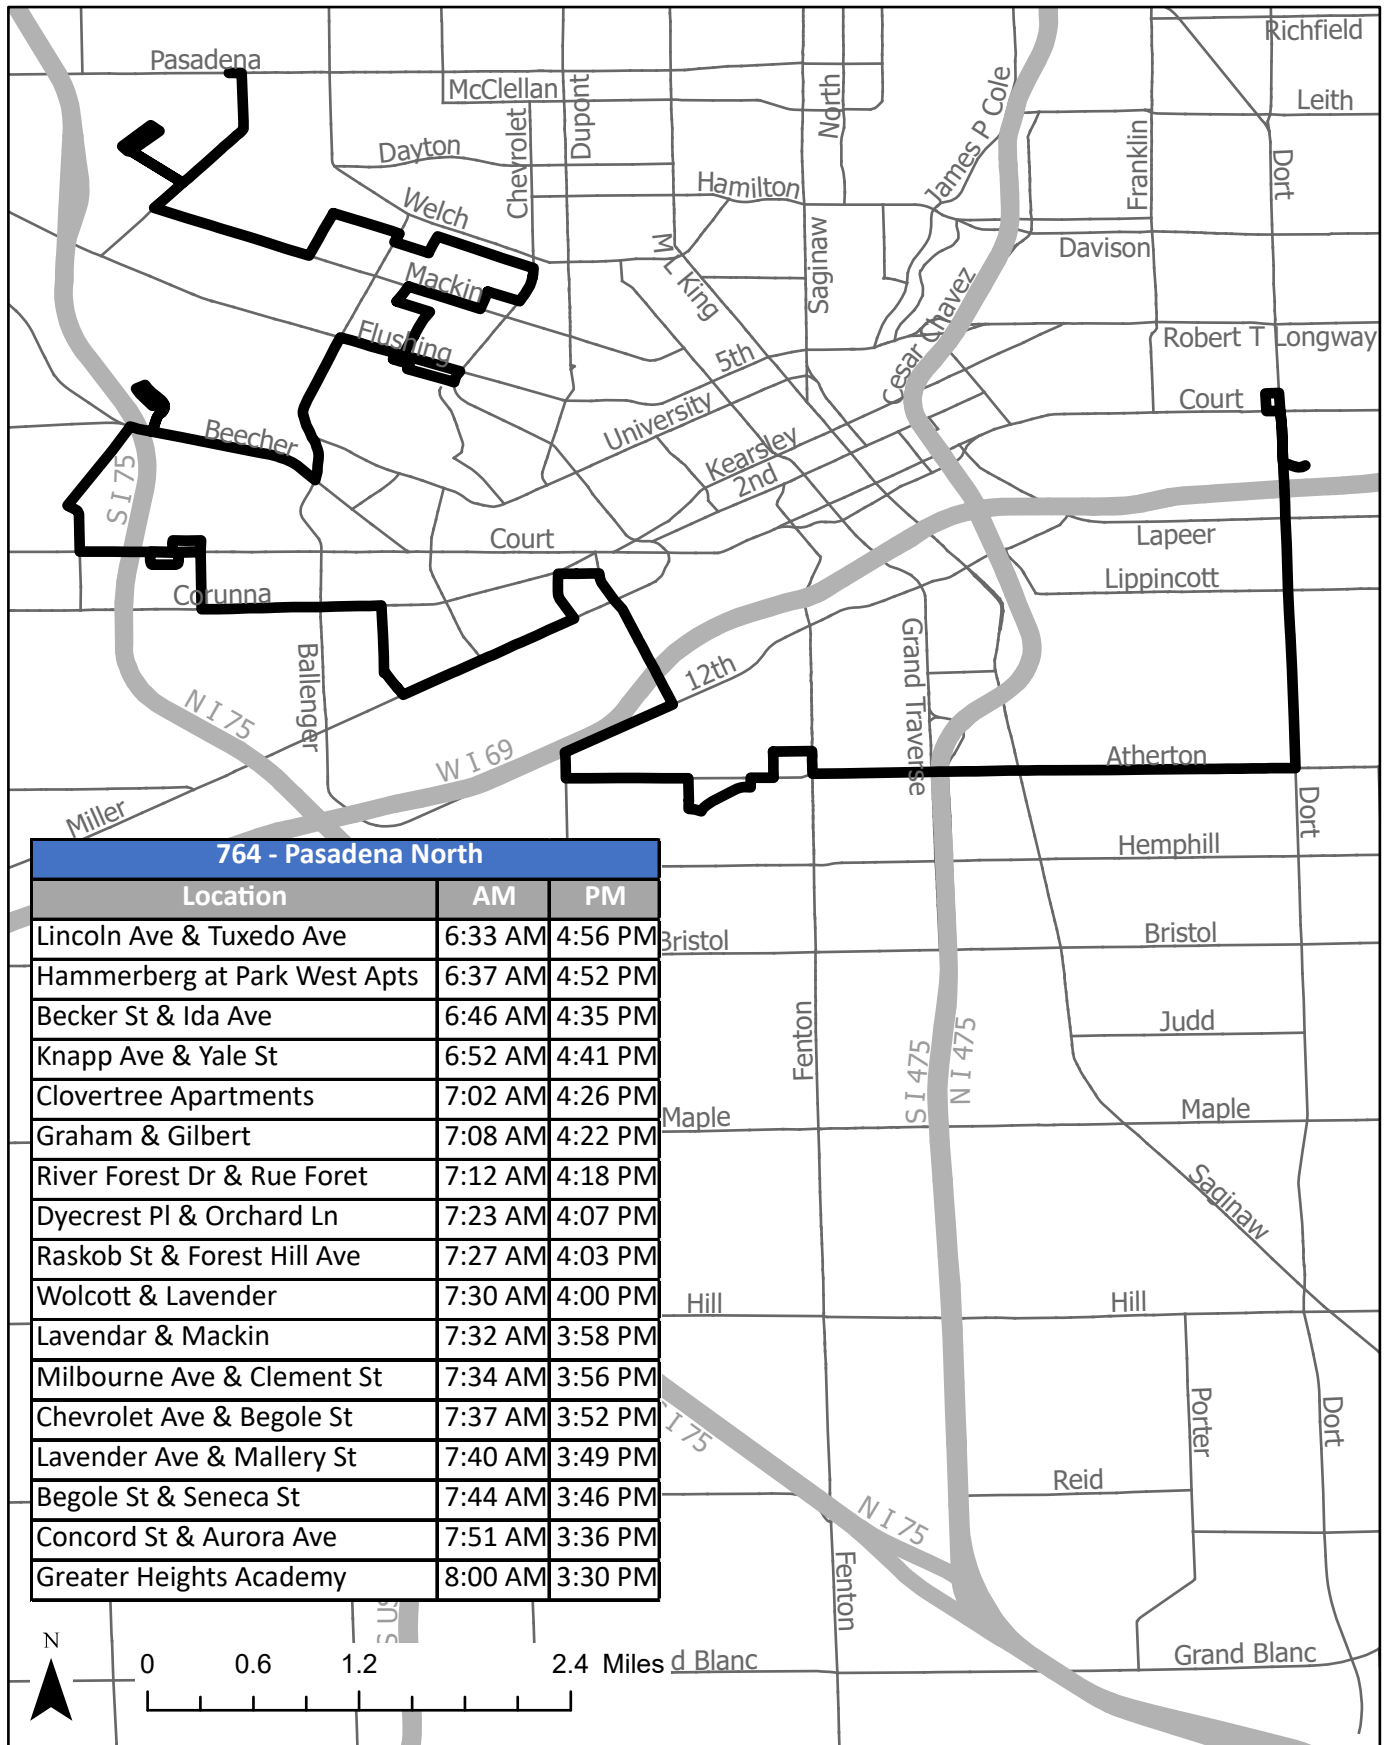 Richfield
Pasadena
McClellan
Leith
North
James P Cole
Dupont
Chevrolet
Franklin
Dort
Dayton
Hamilton
Welch
Davison
M L King
Saginaw
Mackin
Cesar Chavez
Flushing
5th
Robert T Longway
Court
University
Beecher
Kearsley
2nd
S I 75
Court
Lapeer
Lippincott
Corunna
Grand Traverse
Ballenger
12th
N I 75
W I 69
Atherton
Miller
Dort
Hemphill
764 - Pasadena North
Location AM PM
Lincoln Ave & Tuxedo Ave 6:33 AM 4:56 PM
Hammerberg at Park West Apts 6:37 AM 4:52 PM
Becker St & Ida Ave 6:46 AM 4:35 PM
Knapp Ave & Yale St 6:52 AM 4:41 PM
Clovertree Apartments 7:02 AM 4:26 PM
Graham & Gilbert 7:08 AM 4:22 PM
River Forest Dr & Rue Foret 7:12 AM 4:18 PM
Dyecrest Pl & Orchard Ln 7:23 AM 4:07 PM
Raskob St & Forest Hill Ave 7:27 AM 4:03 PM
Wolcott & Lavender 7:30 AM 4:00 PM
Lavendar & Mackin 7:32 AM 3:58 PM
Milbourne Ave & Clement St 7:34 AM 3:56 PM
Chevrolet Ave & Begole St 7:37 AM 3:52 PM
Lavender Ave & Mallery St 7:40 AM 3:49 PM
Begole St & Seneca St 7:44 AM 3:46 PM
Concord St & Aurora Ave 7:51 AM 3:36 PM
Greater Heights Academy 8:00 AM 3:30 PM
Bristol
Bristol
Fenton
Judd
S I 475
N I 475
Maple
Maple
Saginaw
Hill
Hill
Porter
Dort
I 75
Reid
N I 75
Fenton
S US
N
0 0.6 1.2 2.4 Miles
d Blanc
Grand Blanc